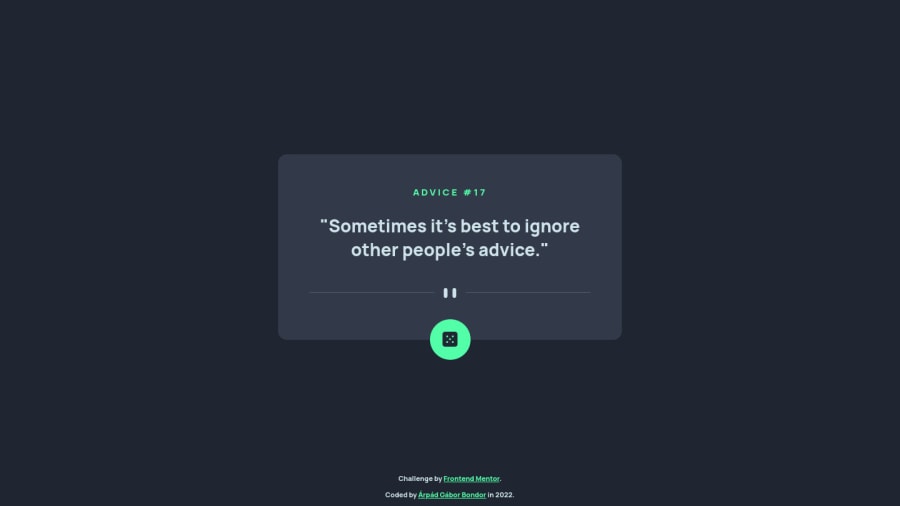 ADVICE #17
"Sometimes it's best to ignore
other people's advice."
Challenge by Frontend Mentor.
Coded by Árpád Gábor Bondor in 2022.